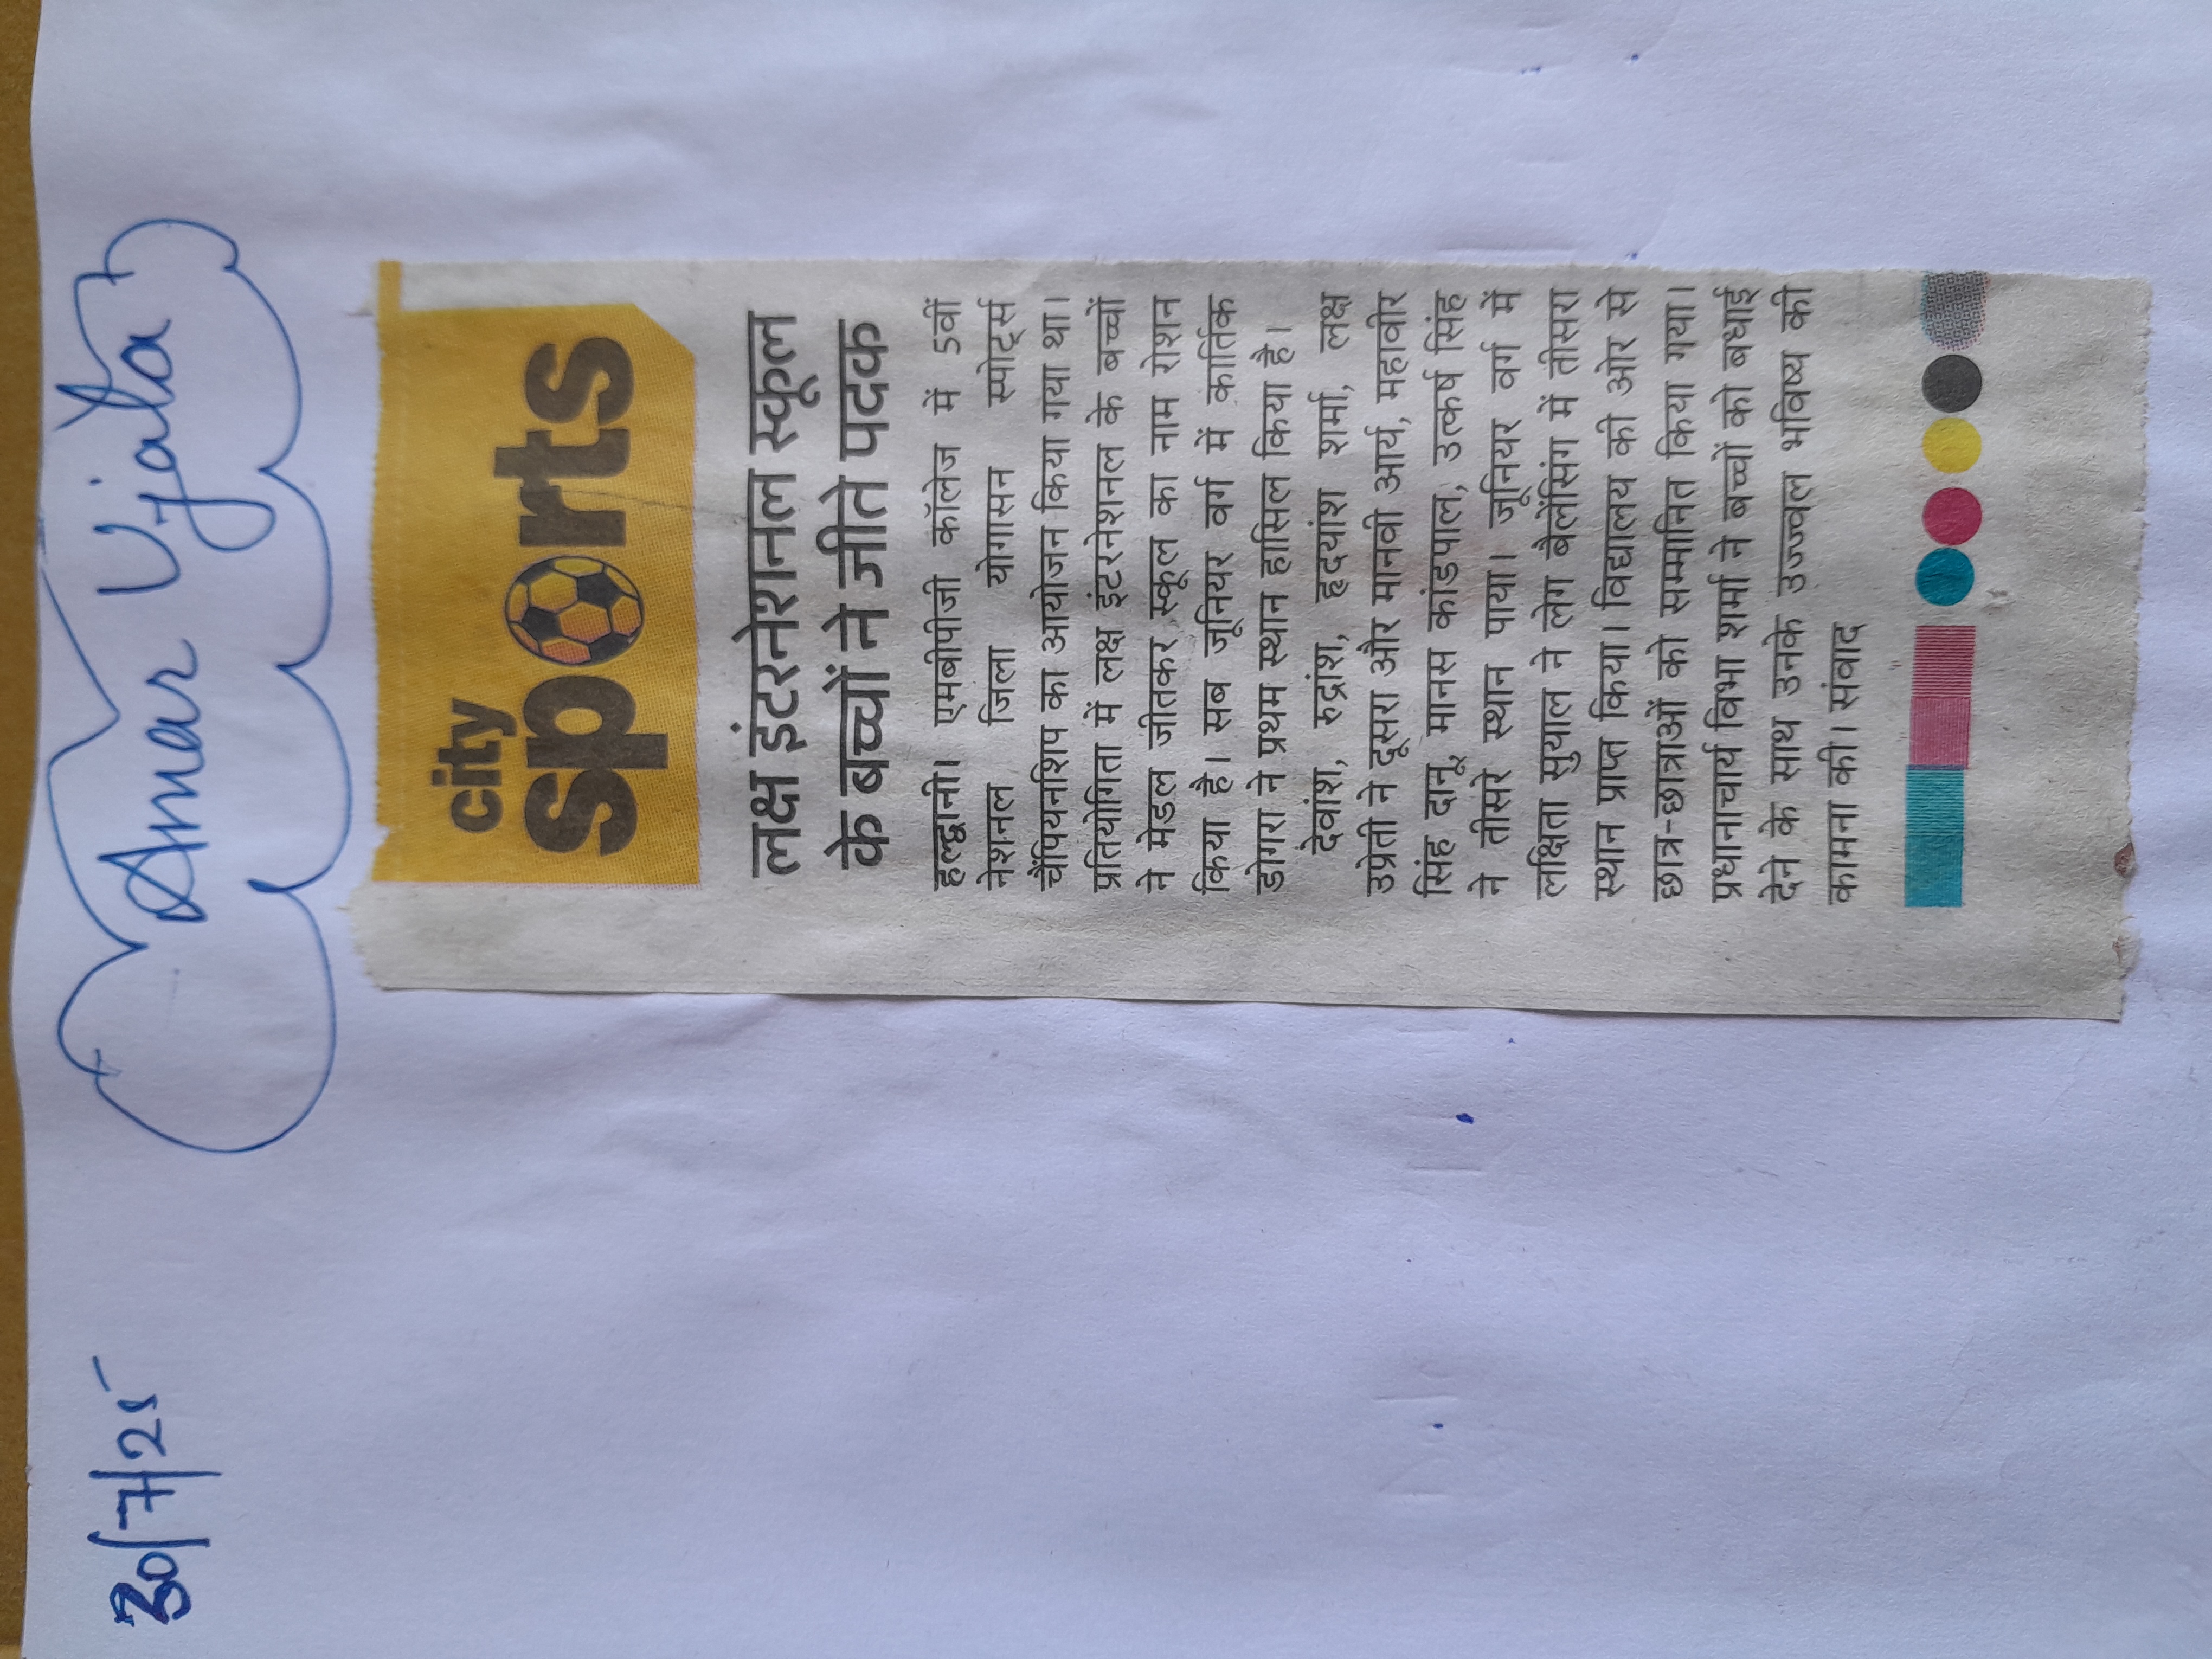 30/7/25
Amar Ujala
city
sports
लक्ष इंटरनेशनल स्कूल
के बच्चों ने जीते पदक
हल्द्वानी। एमबीपीजी कॉलेज में 5वीं
नेशनल जिला योगासन स्पोर्ट्स
चैंपियनशिप का आयोजन किया गया था।
प्रतियोगिता में लक्ष इंटरनेशनल के बच्चों
ने मेडल जीतकर स्कूल का नाम रोशन
किया है। सब जूनियर वर्ग में कार्तिक
डोगरा ने प्रथम स्थान हासिल किया है।
देवांश, रुद्रांश, हृदयांश शर्मा, लक्ष
उप्रेती ने दूसरा और मानवी आर्य, महावीर
सिंह दानू, मानस कांडपाल, उत्कर्ष सिंह
ने तीसरे स्थान पाया। जूनियर वर्ग में
लक्षिता सुयाल ने लेग बैलेंसिंग में तीसरा
स्थान प्राप्त किया। विद्यालय की ओर से
छात्र-छात्राओं को सम्मानित किया गया।
प्रधानाचार्य विभा शर्मा ने बच्चों को बधाई
देने के साथ उनके उज्ज्वल भविष्य की
कामना की। संवाद